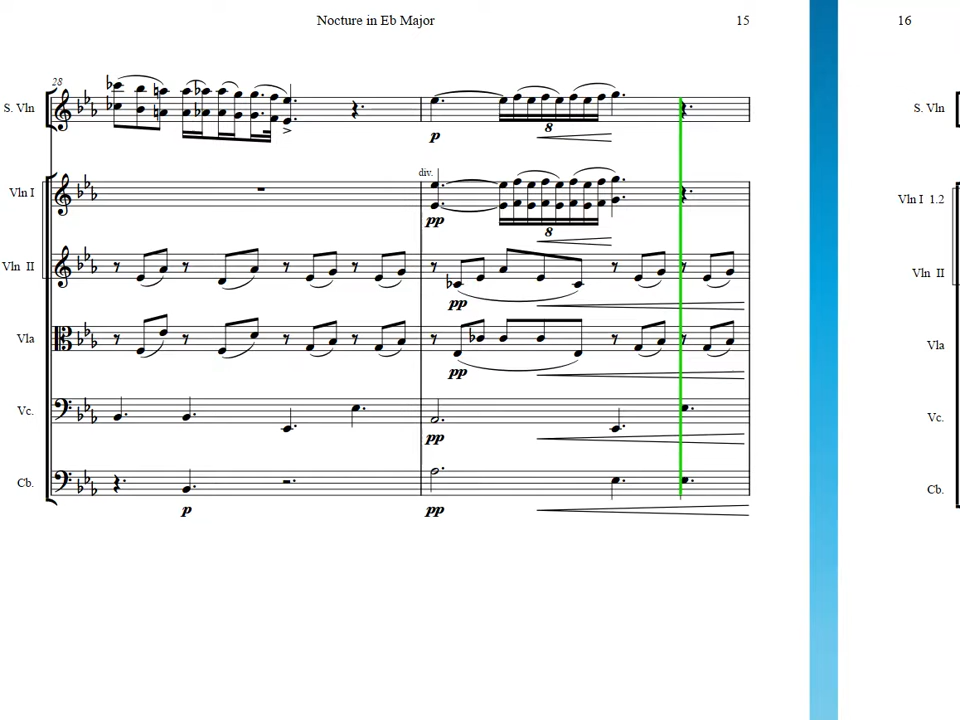 Nocture in Eb Major 15
28
S. Vln
p
8
Vln I
div.
pp
8
Vln II
pp
Vla
pp
Vc.
pp
Cb.
p pp
16
S. Vln
Vln I 1.2
Vln II
Vla
Vc.
Cb.